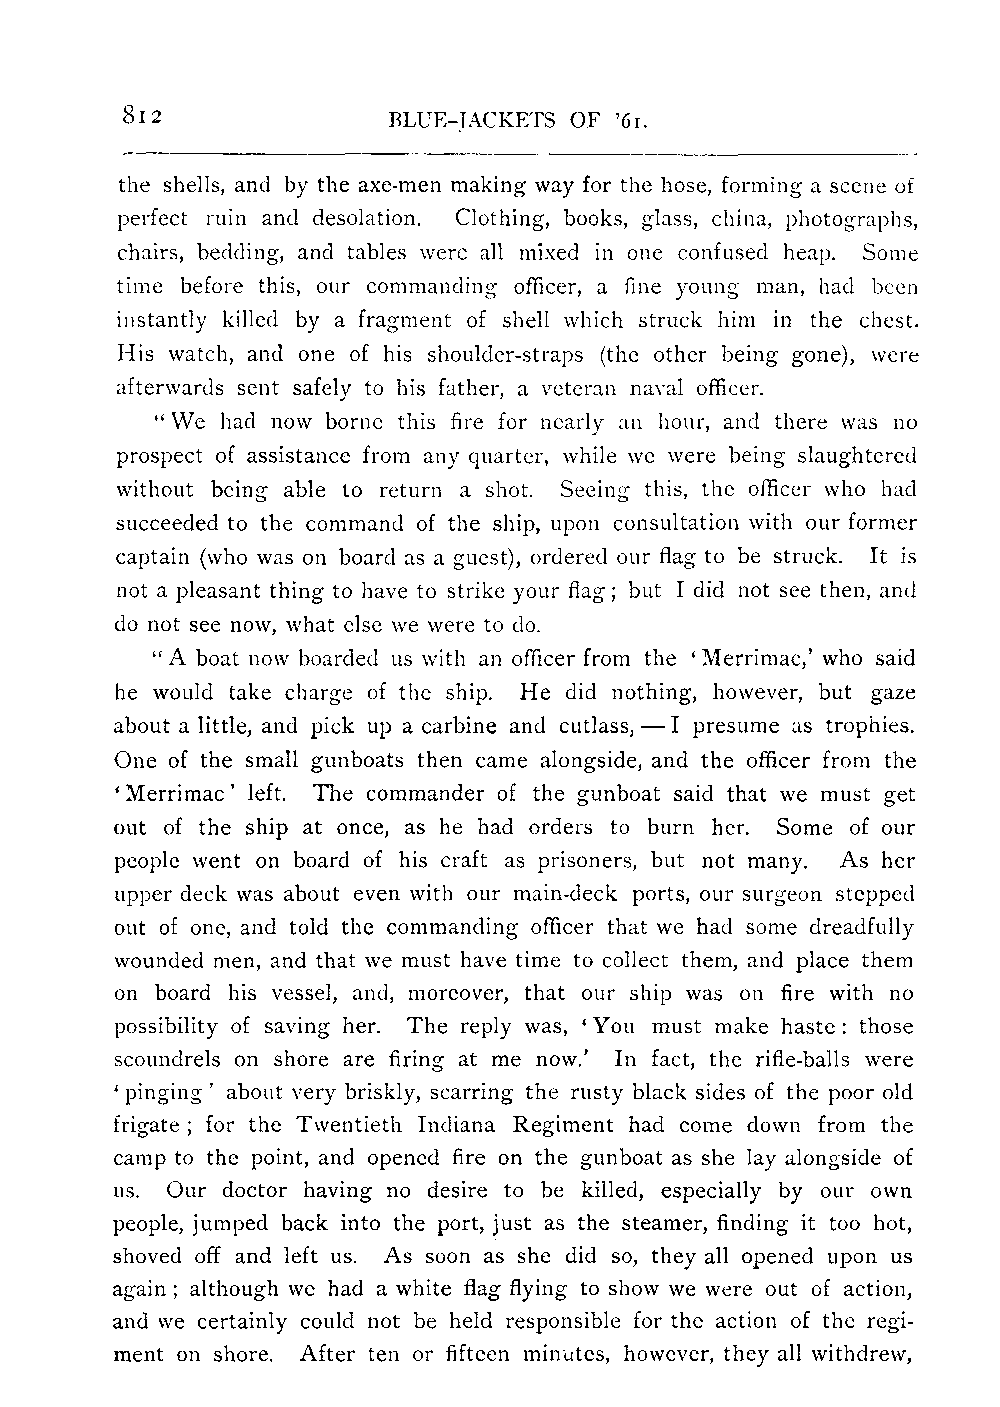 812 BLUE-JACKETS OF '61.
the shells, and by the axe-men making way for the hose, forming a scene of
perfect ruin and desolation. Clothing, books, glass, china, photographs,
chairs, bedding, and tables were all mixed in one confused heap. Some
time before this, our commanding officer, a fine young man, had been
instantly killed by a fragment of shell which struck him in the chest.
His watch, and one of his shoulder-straps (the other being gone), were
afterwards sent safely to his father, a veteran naval officer.
"We had now borne this fire for nearly an hour, and there was no
prospect of assistance from any quarter, while we were being slaughtered
without being able to return a shot. Seeing this, the officer who had
succeeded to the command of the ship, upon consultation with our former
captain (who was on board as a guest), ordered our flag to be struck. It is
not a pleasant thing to have to strike your flag; but I did not see then, and
do not see now, what else we were to do.
"A boat now boarded us with an officer from the 'Merrimac,' who said
he would take charge of the ship. He did nothing, however, but gaze
about a little, and pick up a carbine and cutlass, — I presume as trophies.
One of the small gunboats then came alongside, and the officer from the
'Merrimac' left. The commander of the gunboat said that we must get
out of the ship at once, as he had orders to burn her. Some of our
people went on board of his craft as prisoners, but not many. As her
upper deck was about even with our main-deck ports, our surgeon stepped
out of one, and told the commanding officer that we had some dreadfully
wounded men, and that we must have time to collect them, and place them
on board his vessel, and, moreover, that our ship was on fire with no
possibility of saving her. The reply was, 'You must make haste: those
scoundrels on shore are firing at me now.' In fact, the rifle-balls were
'pinging' about very briskly, scarring the rusty black sides of the poor old
frigate; for the Twentieth Indiana Regiment had come down from the
camp to the point, and opened fire on the gunboat as she lay alongside of
us. Our doctor having no desire to be killed, especially by our own
people, jumped back into the port, just as the steamer, finding it too hot,
shoved off and left us. As soon as she did so, they all opened upon us
again; although we had a white flag flying to show we were out of action,
and we certainly could not be held responsible for the action of the regi-
ment on shore. After ten or fifteen minutes, however, they all withdrew,